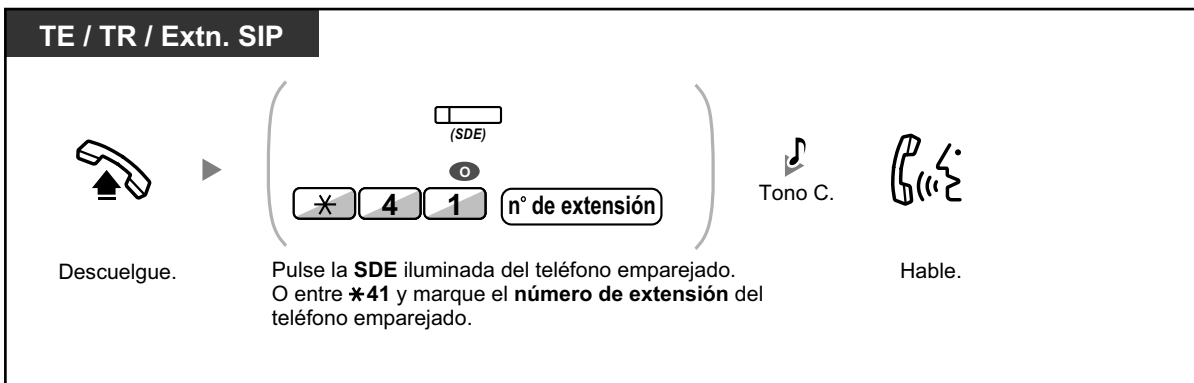 TE / TR / Extn. SIP
(SDE)
O
✳ 4 1 n° de extensión
Tono C.
Descuelgue.
Pulse la SDE iluminada del teléfono emparejado.
O entre ✳41 y marque el número de extensión del
teléfono emparejado.
Hable.